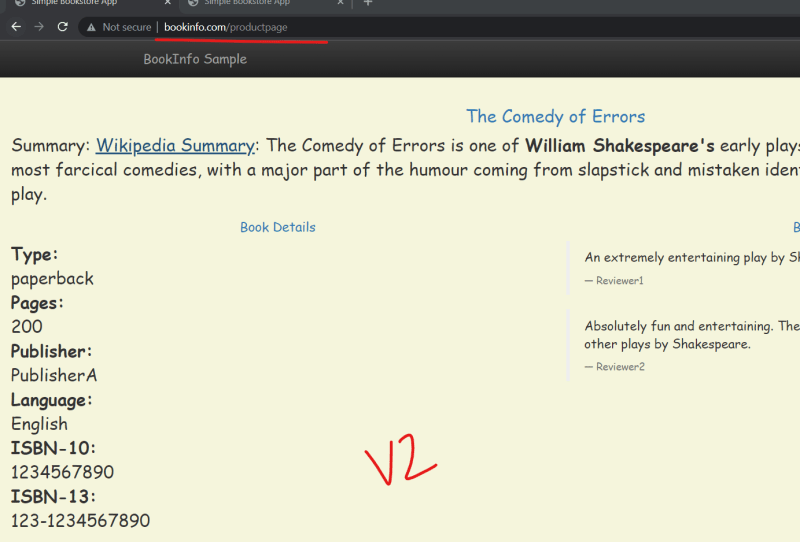 Simple Bookstore App
Simple Bookstore App
Not secure | bookinfo.com/productpage
BookInfo Sample
The Comedy of Errors
Summary: Wikipedia Summary: The Comedy of Errors is one of William Shakespeare's early plays
most farcical comedies, with a major part of the humour coming from slapstick and mistaken
play.
Book Details
Type:
paperback
Pages:
200
Publisher:
PublisherA
Language:
English
ISBN-10:
1234567890
ISBN-13:
123-1234567890
An extremely entertaining play by
— Reviewer1
Absolutely fun and entertaining. The
other plays by Shakespeare.
— Reviewer2
V2